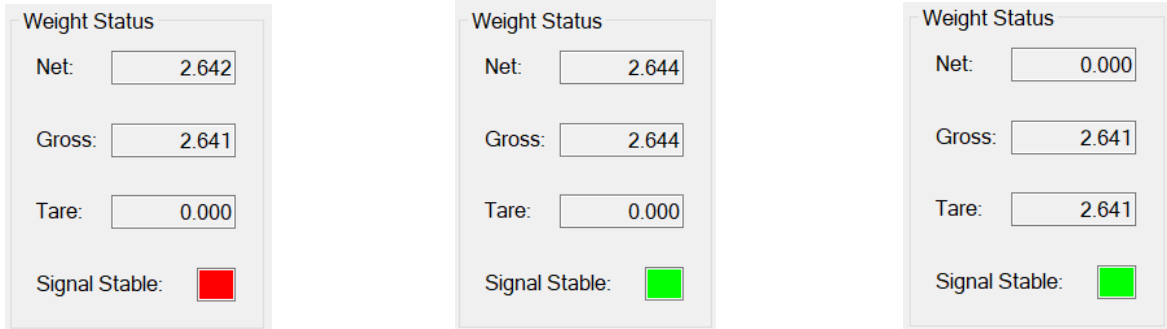 Weight Status
Net: 2.642
Gross: 2.641
Tare: 0.000
Signal Stable:
Weight Status
Net: 2.644
Gross: 2.644
Tare: 0.000
Signal Stable:
Weight Status
Net: 0.000
Gross: 2.641
Tare: 2.641
Signal Stable: